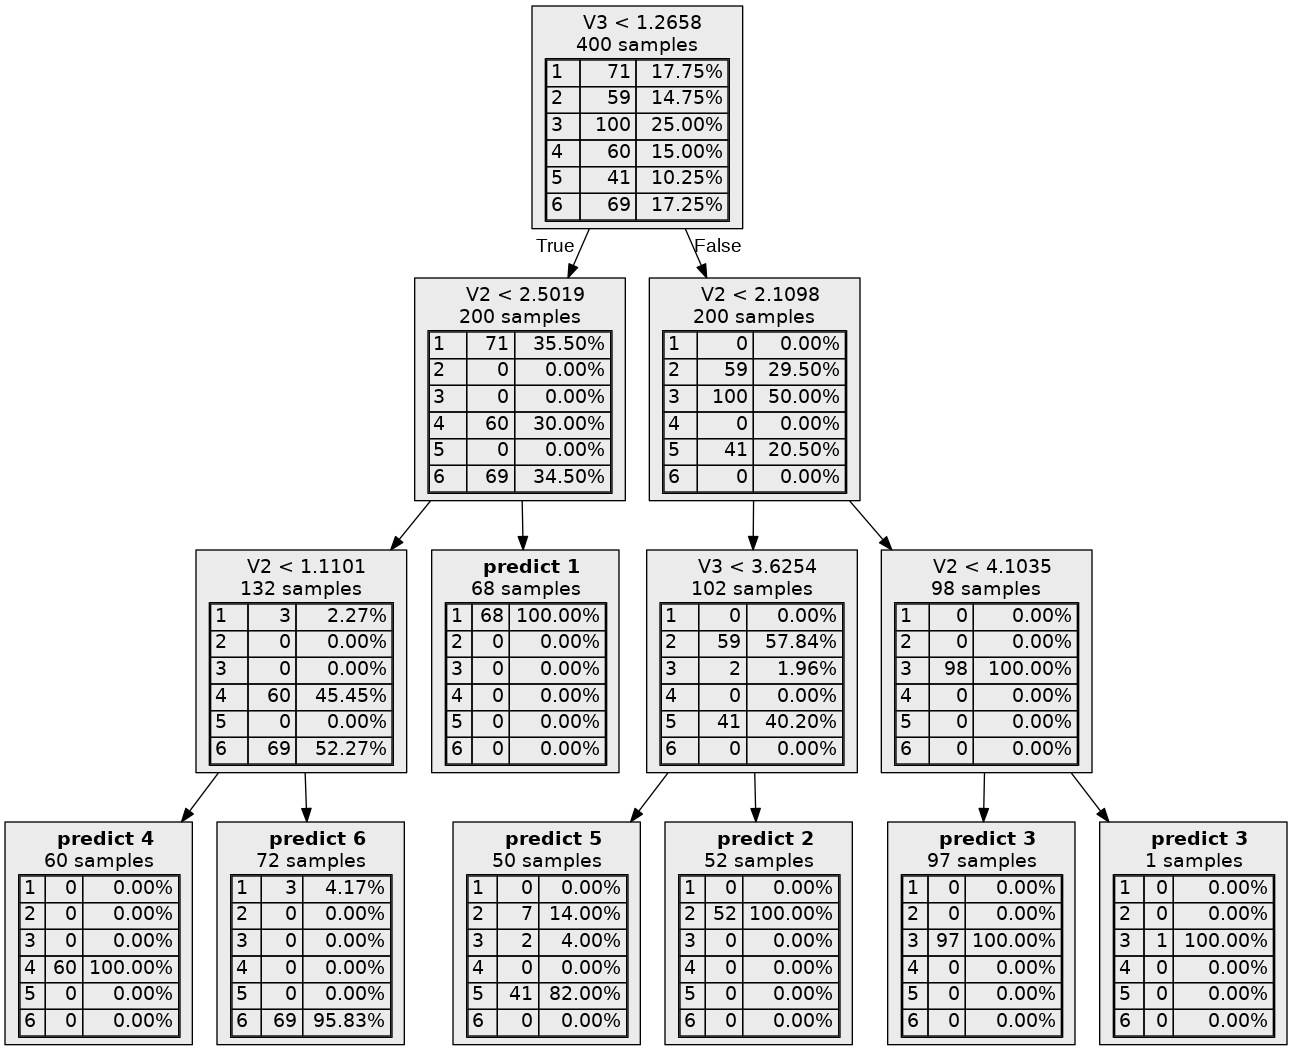 V3 < 1.2658
400 samples
1 71 17.75%
2 59 14.75%
3 100 25.00%
4 60 15.00%
5 41 10.25%
6 69 17.25%
True
False
V2 < 2.5019
200 samples
1 71 35.50%
2 0 0.00%
3 0 0.00%
4 60 30.00%
5 0 0.00%
6 69 34.50%
V2 < 2.1098
200 samples
1 0 0.00%
2 59 29.50%
3 100 50.00%
4 0 0.00%
5 41 20.50%
6 0 0.00%
V2 < 1.1101
132 samples
1 3 2.27%
2 0 0.00%
3 0 0.00%
4 60 45.45%
5 0 0.00%
6 69 52.27%
predict 1
68 samples
1 68 100.00%
2 0 0.00%
3 0 0.00%
4 0 0.00%
5 0 0.00%
6 0 0.00%
V3 < 3.6254
102 samples
1 0 0.00%
2 59 57.84%
3 2 1.96%
4 0 0.00%
5 41 40.20%
6 0 0.00%
V2 < 4.1035
98 samples
1 0 0.00%
2 0 0.00%
3 98 100.00%
4 0 0.00%
5 0 0.00%
6 0 0.00%
predict 4
60 samples
1 0 0.00%
2 0 0.00%
3 0 0.00%
4 60 100.00%
5 0 0.00%
6 0 0.00%
predict 6
72 samples
1 3 4.17%
2 0 0.00%
3 0 0.00%
4 0 0.00%
5 0 0.00%
6 69 95.83%
predict 5
50 samples
1 0 0.00%
2 7 14.00%
3 2 4.00%
4 0 0.00%
5 41 82.00%
6 0 0.00%
predict 2
52 samples
1 0 0.00%
2 52 100.00%
3 0 0.00%
4 0 0.00%
5 0 0.00%
6 0 0.00%
predict 3
97 samples
1 0 0.00%
2 0 0.00%
3 97 100.00%
4 0 0.00%
5 0 0.00%
6 0 0.00%
predict 3
1 samples
1 0 0.00%
2 0 0.00%
3 1 100.00%
4 0 0.00%
5 0 0.00%
6 0 0.00%